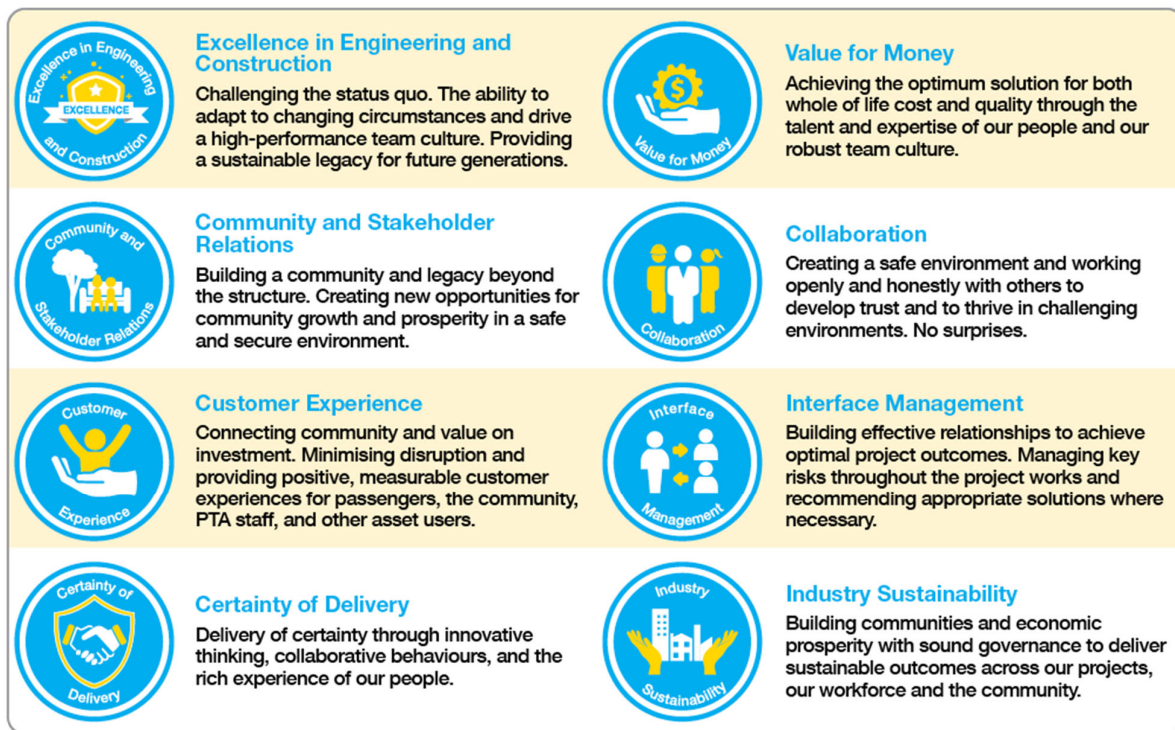 Excellence in Engineering
EXCELLENCE
and Construction
Excellence in Engineering and
Construction
Challenging the status quo. The ability to
adapt to changing circumstances and drive
a high-performance team culture. Providing
a sustainable legacy for future generations.
$
Value for Money
Value for Money
Achieving the optimum solution for both
whole of life cost and quality through the
talent and expertise of our people and our
robust team culture.
Community and
Stakeholder Relations
Community and Stakeholder
Relations
Building a community and legacy beyond
the structure. Creating new opportunities for
community growth and prosperity in a safe
and secure environment.
Collaboration
Collaboration
Creating a safe environment and working
openly and honestly with others to
develop trust and to thrive in challenging
environments. No surprises.
Customer
Experience
Customer Experience
Connecting community and value on
investment. Minimising disruption and
providing positive, measurable customer
experiences for passengers, the community,
PTA staff, and other asset users.
Interface
Management
Interface Management
Building effective relationships to achieve
optimal project outcomes. Managing key
risks throughout the project works and
recommending appropriate solutions where
necessary.
Certainty of
Delivery
Certainty of Delivery
Delivery of certainty through innovative
thinking, collaborative behaviours, and the
rich experience of our people.
Industry
Sustainability
Industry Sustainability
Building communities and economic
prosperity with sound governance to deliver
sustainable outcomes across our projects,
our workforce and the community.